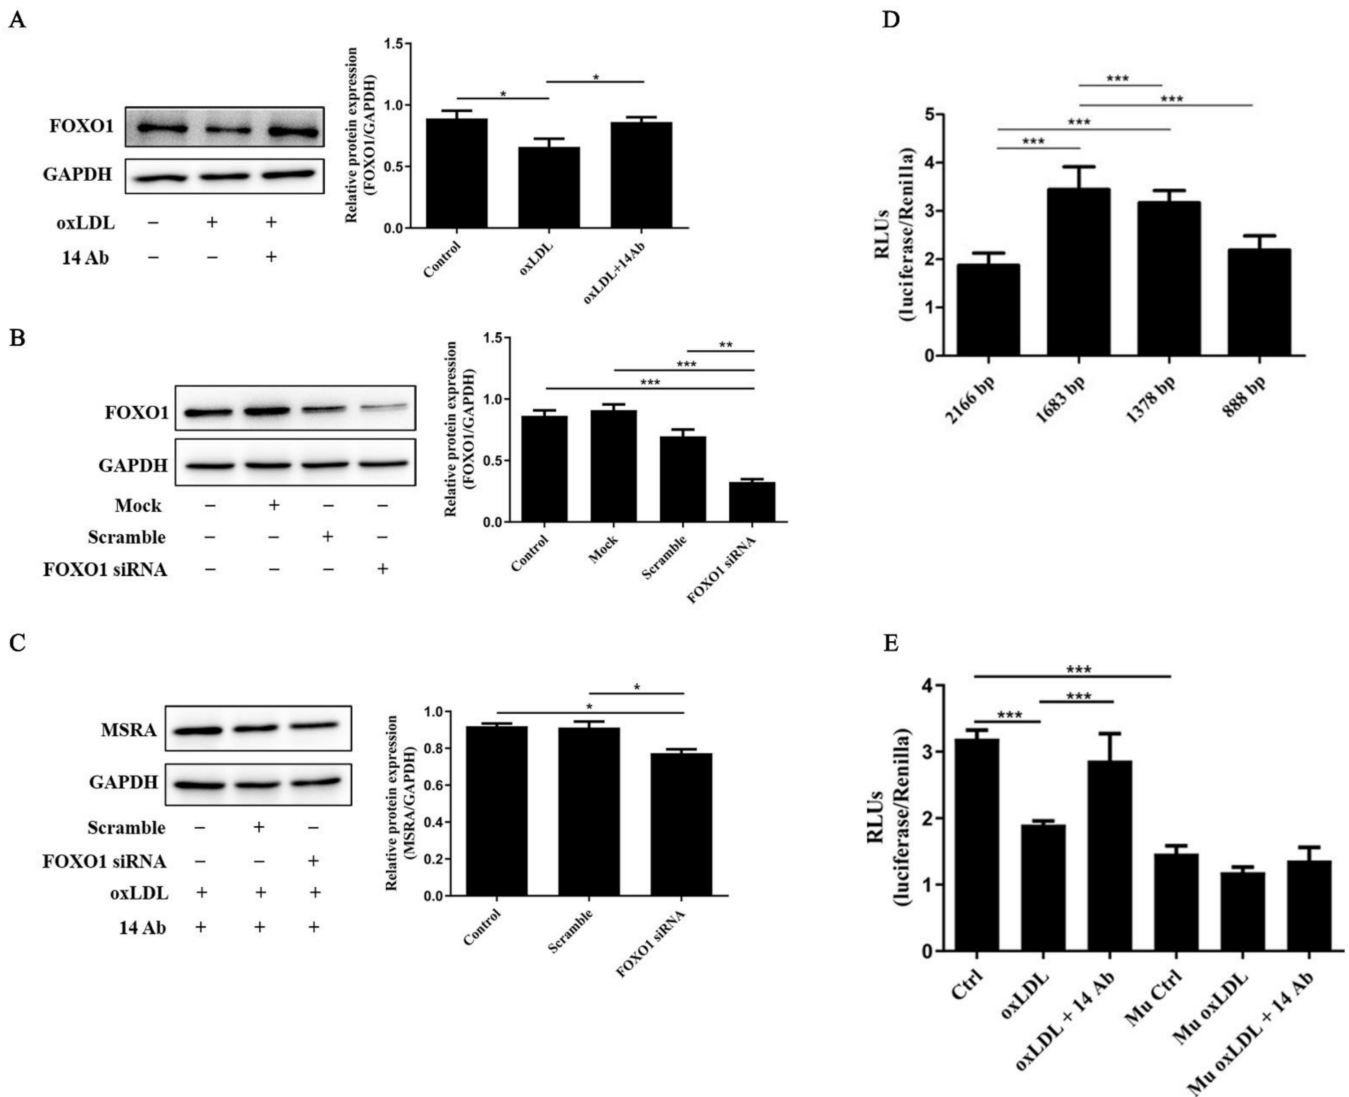 A
FOXO1
GAPDH
oxLDL – + +
14 Ab – – +
Relative protein expression
(FOXO1/GAPDH)
1.5
1.0
0.5
0.0
* *
Control oxLDL oxLDL+14Ab
B
FOXO1
GAPDH
Mock – + – –
Scramble – – + –
FOXO1 siRNA – – – +
Relative protein expression
(FOXO1/GAPDH)
1.5
1.0
0.5
0.0
**
***
***
Control Mock Scramble FOXO1 siRNA
C
MSRA
GAPDH
Scramble – + –
FOXO1 siRNA – – +
oxLDL + + +
14 Ab + + +
Relative protein expression
(MSRA/GAPDH)
1.0
0.8
0.6
0.4
0.2
0.0
*
*
Control Scramble FOXO1 siRNA
D
RLUs
(luciferase/Renilla)
5
4
3
2
1
0
***
***
***
***
2166 bp 1683 bp 1378 bp 888 bp
E
RLUs
(luciferase/Renilla)
4
3
2
1
0
***
***
***
Ctrl oxLDL oxLDL + 14 Ab Mu Ctrl Mu oxLDL Mu oxLDL + 14 Ab